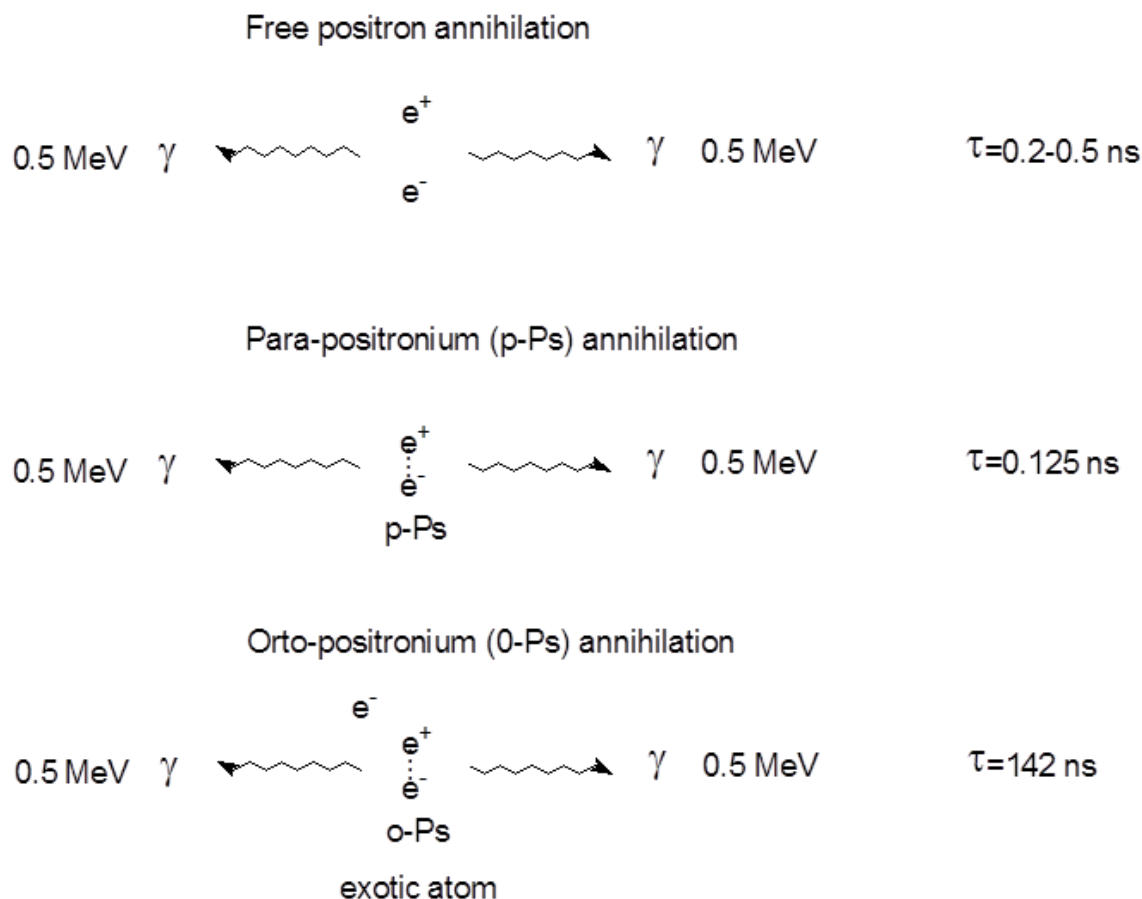 Free positron annihilation
e⁺
0.5 MeV γ γ 0.5 MeV τ=0.2-0.5 ns
e⁻
Para-positronium (p-Ps) annihilation
e⁺
0.5 MeV γ γ 0.5 MeV τ=0.125 ns
e⁻
p-Ps
Orto-positronium (0-Ps) annihilation
e⁻
e⁺
0.5 MeV γ γ 0.5 MeV τ=142 ns
e⁻
o-Ps
exotic atom